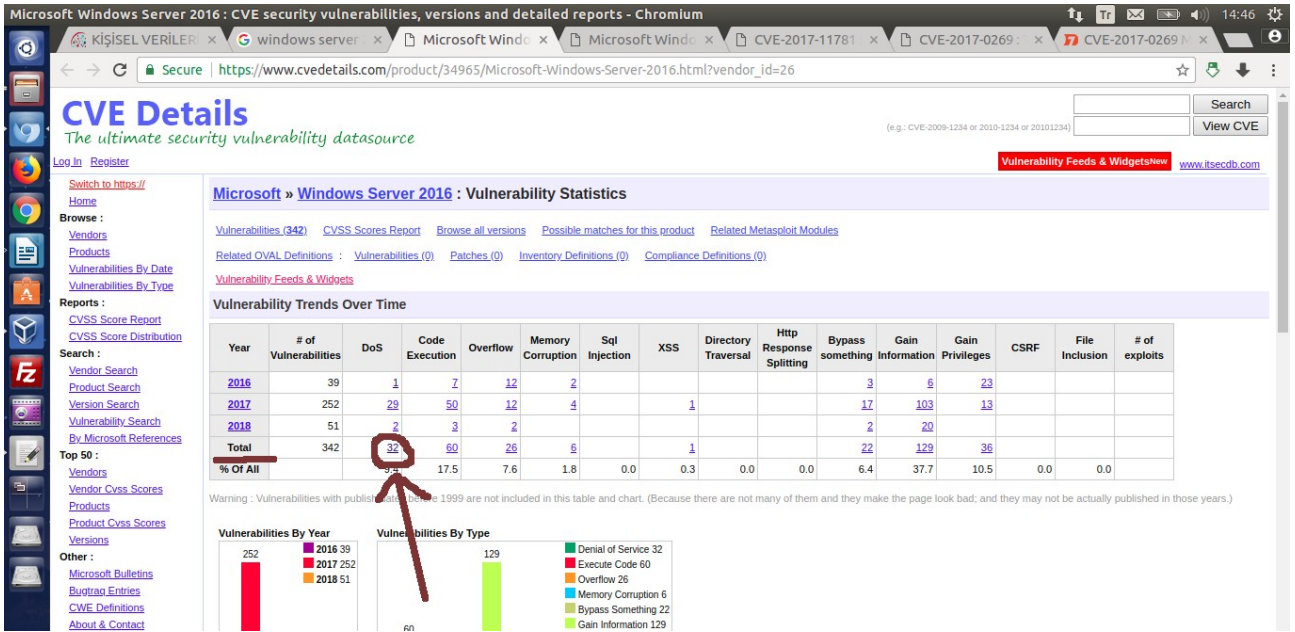 Microsoft Windows Server 2016 : CVE security vulnerabilities, versions and detailed reports - Chromium
Tr
14:46
KİŞİSEL VERİLERİ
windows server
Microsoft Windo
Microsoft Windo
CVE-2017-11781
CVE-2017-0269 :
CVE-2017-0269 M
Secure https://www.cvedetails.com/product/34965/Microsoft-Windows-Server-2016.html?vendor_id=26
CVE Details
The ultimate security vulnerability datasource
Search
(e.g.: CVE-2009-1234 or 2010-1234 or 20101234) View CVE
Log In Register
Vulnerability Feeds & WidgetsNew www.itsecdb.com
Switch to https://
Home
Browse :
Vendors
Products
Vulnerabilities By Date
Vulnerabilities By Type
Reports :
CVSS Score Report
CVSS Score Distribution
Search :
Vendor Search
Product Search
Version Search
Vulnerability Search
By Microsoft References
Top 50 :
Vendors
Vendor Cvss Scores
Products
Product Cvss Scores
Versions
Other :
Microsoft Bulletins
Bugtraq Entries
CWE Definitions
About & Contact
Microsoft » Windows Server 2016 : Vulnerability Statistics
Vulnerabilities (342) CVSS Scores Report Browse all versions Possible matches for this product Related Metasploit Modules
Related OVAL Definitions : Vulnerabilities (0) Patches (0) Inventory Definitions (0) Compliance Definitions (0)
Vulnerability Feeds & Widgets
Vulnerability Trends Over Time
Year # of Vulnerabilities DoS Code Execution Overflow Memory Corruption Sql Injection XSS Directory Traversal Http Response Splitting Bypass something Gain Information Gain Privileges CSRF File Inclusion # of exploits
2016 39 1 7 12 2 3 6 23
2017 252 29 50 12 4 1 17 103 13
2018 51 2 3 2 2 20
Total 342 32 60 26 6 1 22 129 36
% Of All 9.4 17.5 7.6 1.8 0.0 0.3 0.0 0.0 6.4 37.7 10.5 0.0 0.0
Warning : Vulnerabilities with publish dates before 1999 are not included in this table and chart. (Because there are not many of them and they make the page look bad; and they may not be actually published in those years.)
Vulnerabilities By Year
252
2016 39
2017 252
2018 51
Vulnerabilities By Type
129
60
Denial of Service 32
Execute Code 60
Overflow 26
Memory Corruption 6
Bypass Something 22
Gain Information 129